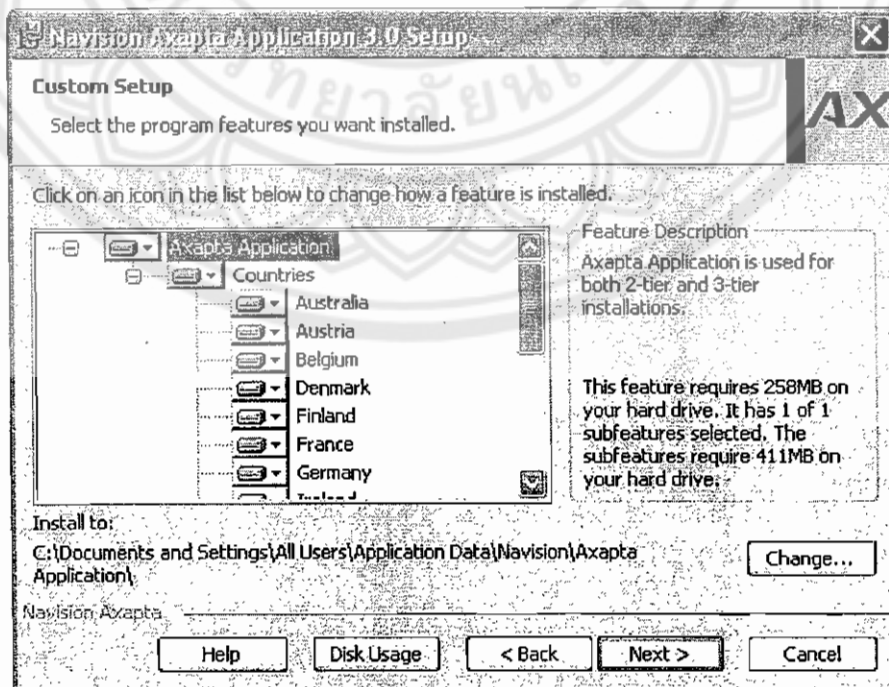 Navision Axapta Application 3.0 Setup
Custom Setup
Select the program features you want installed.
AX
Click on an icon in the list below to change how a feature is installed.
Axapta Application
Countries
Australia
Austria
Belgium
Denmark
Finland
France
Germany
Feature Description
Axapta Application is used for
both 2-tier and 3-tier
installations.
This feature requires 258MB on
your hard drive. It has 1 of 1
subfeatures selected. The
subfeatures require 411MB on
your hard drive.
Install to:
C:\Documents and Settings\All Users\Application Data\Navision\Axapta
Application\
Change...
Navision Axapta
Help
Disk Usage
< Back
Next >
Cancel